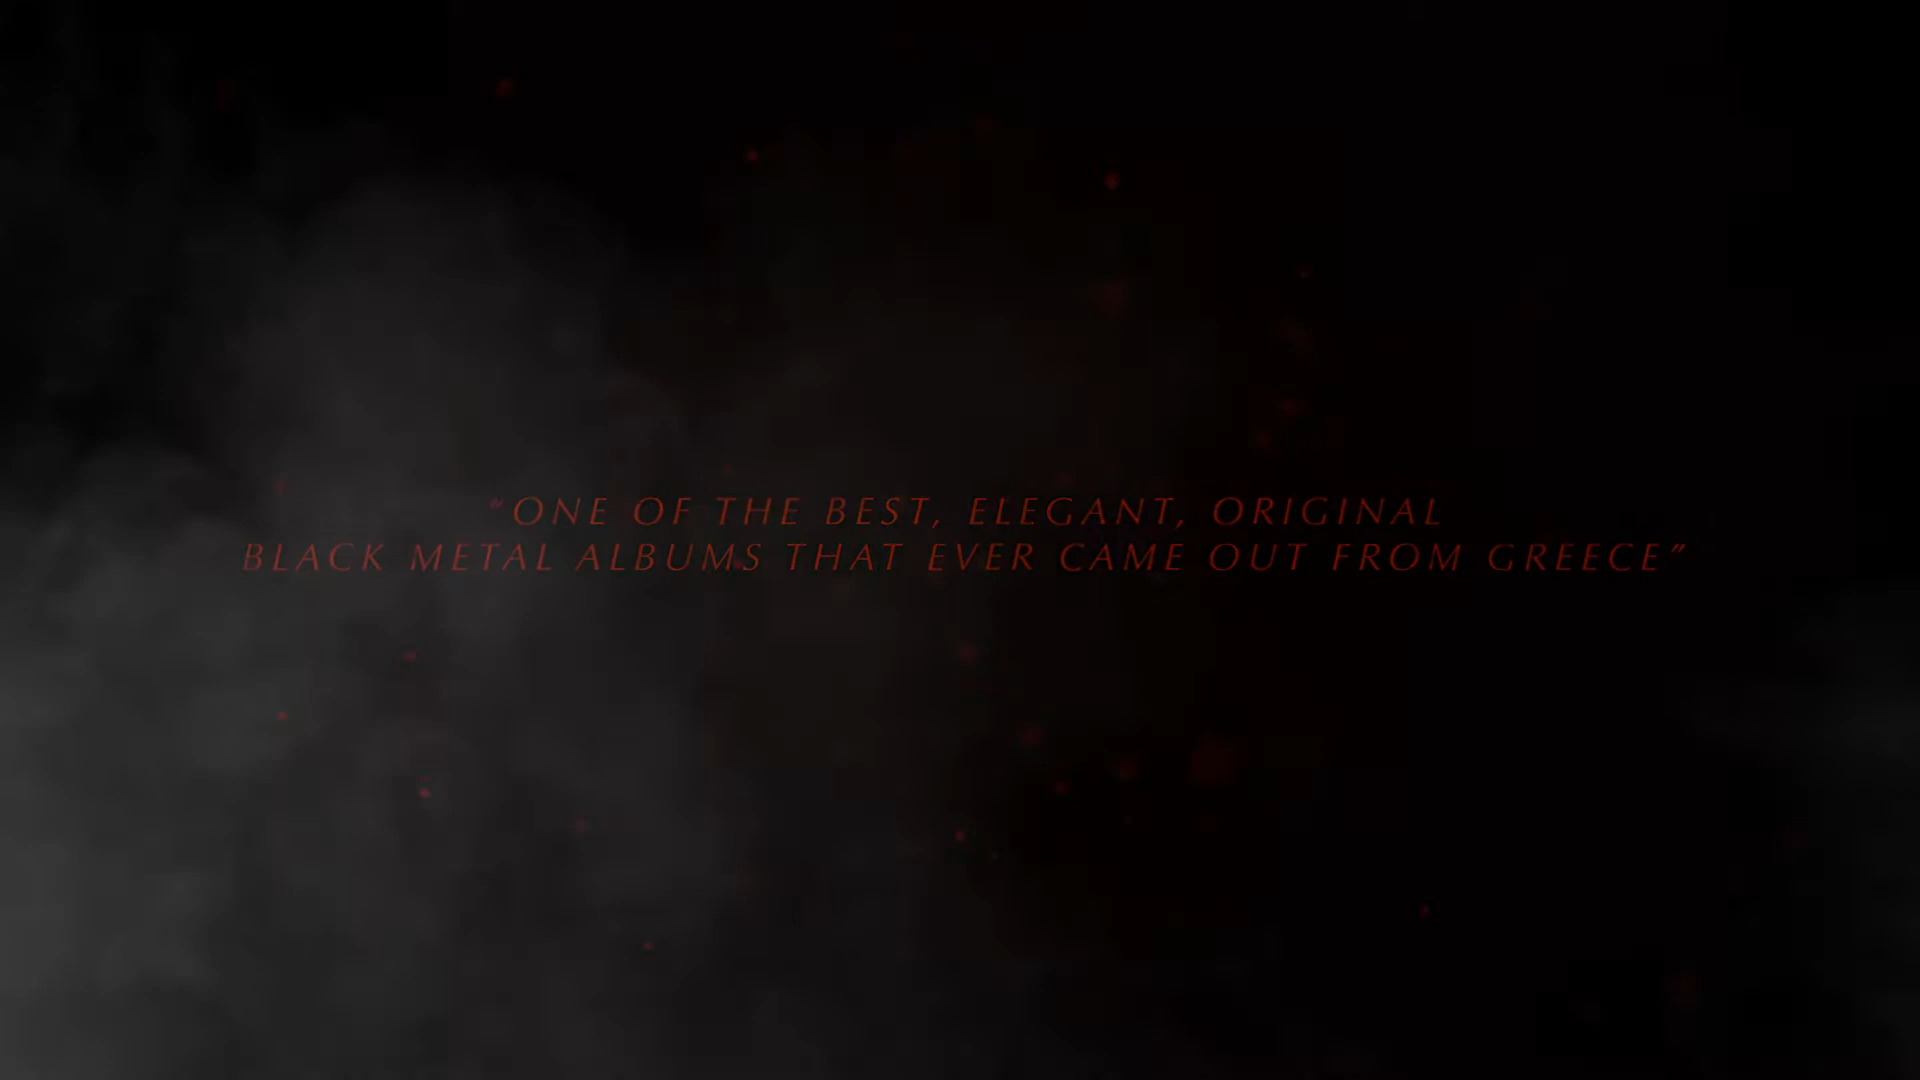 “ONE OF THE BEST, ELEGANT, ORIGINAL
BLACK METAL ALBUMS THAT EVER CAME OUT FROM GREECE”